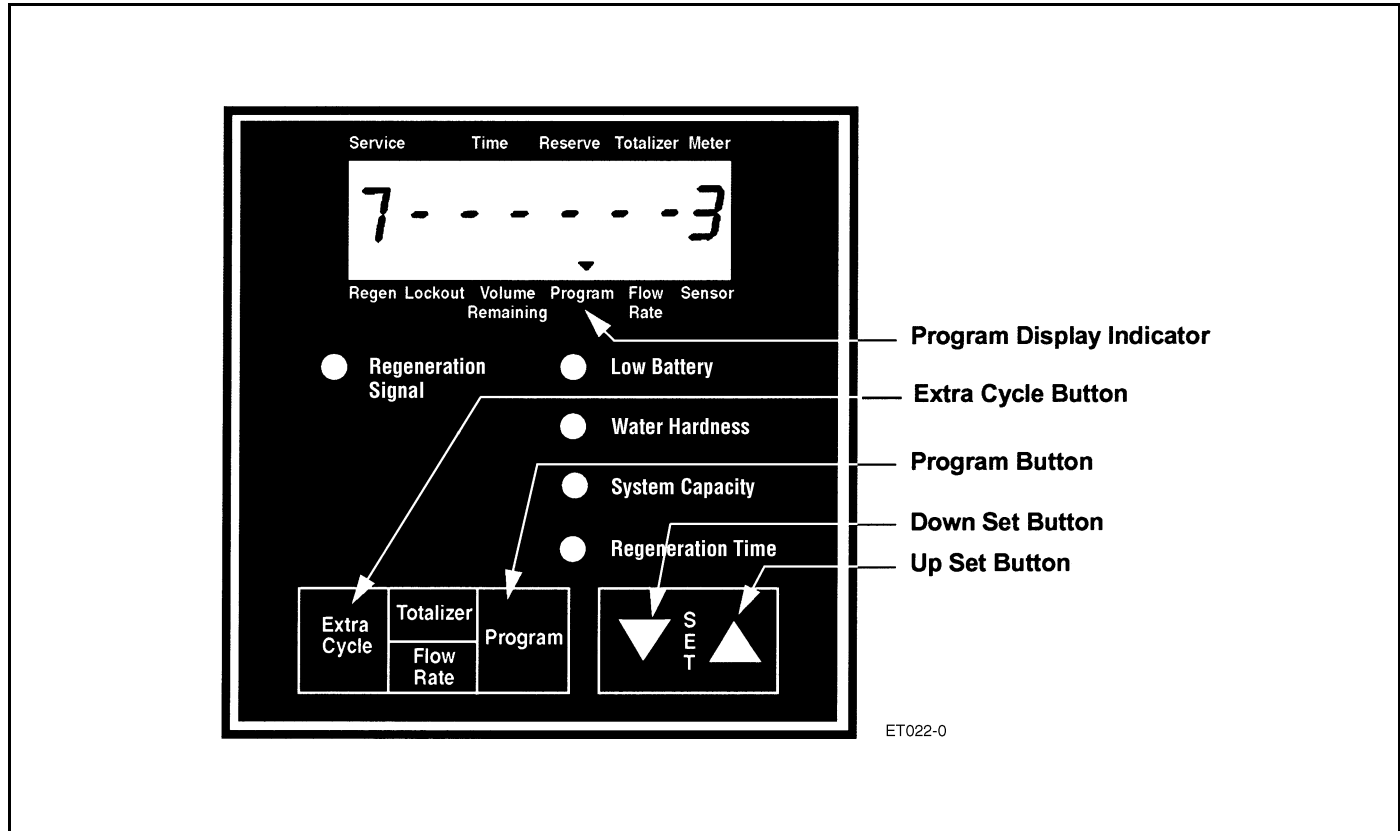 Service Time Reserve Totalizer Meter
7 - - - - - - 3
Regen Lockout Volume Remaining Program Flow Rate Sensor
Program Display Indicator
Regeneration Signal
Low Battery
Extra Cycle Button
Water Hardness
Program Button
System Capacity
Down Set Button
Regeneration Time
Up Set Button
Extra Cycle
Totalizer
Flow Rate
Program
SET
ET022-0